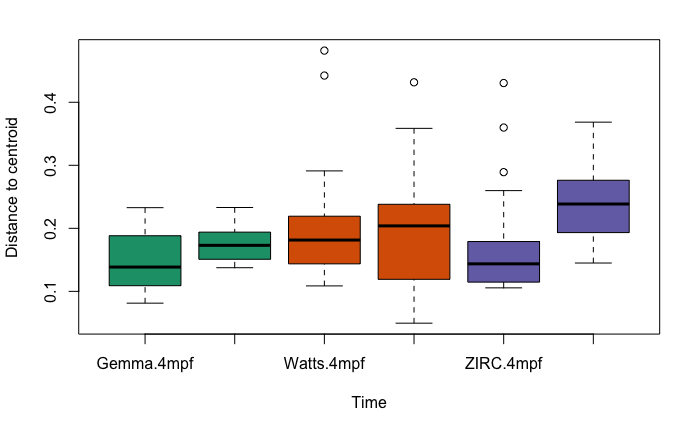 Distance to centroid
0.4
0.3
0.2
0.1
Gemma.4mpf Watts.4mpf ZIRC.4mpf
Time